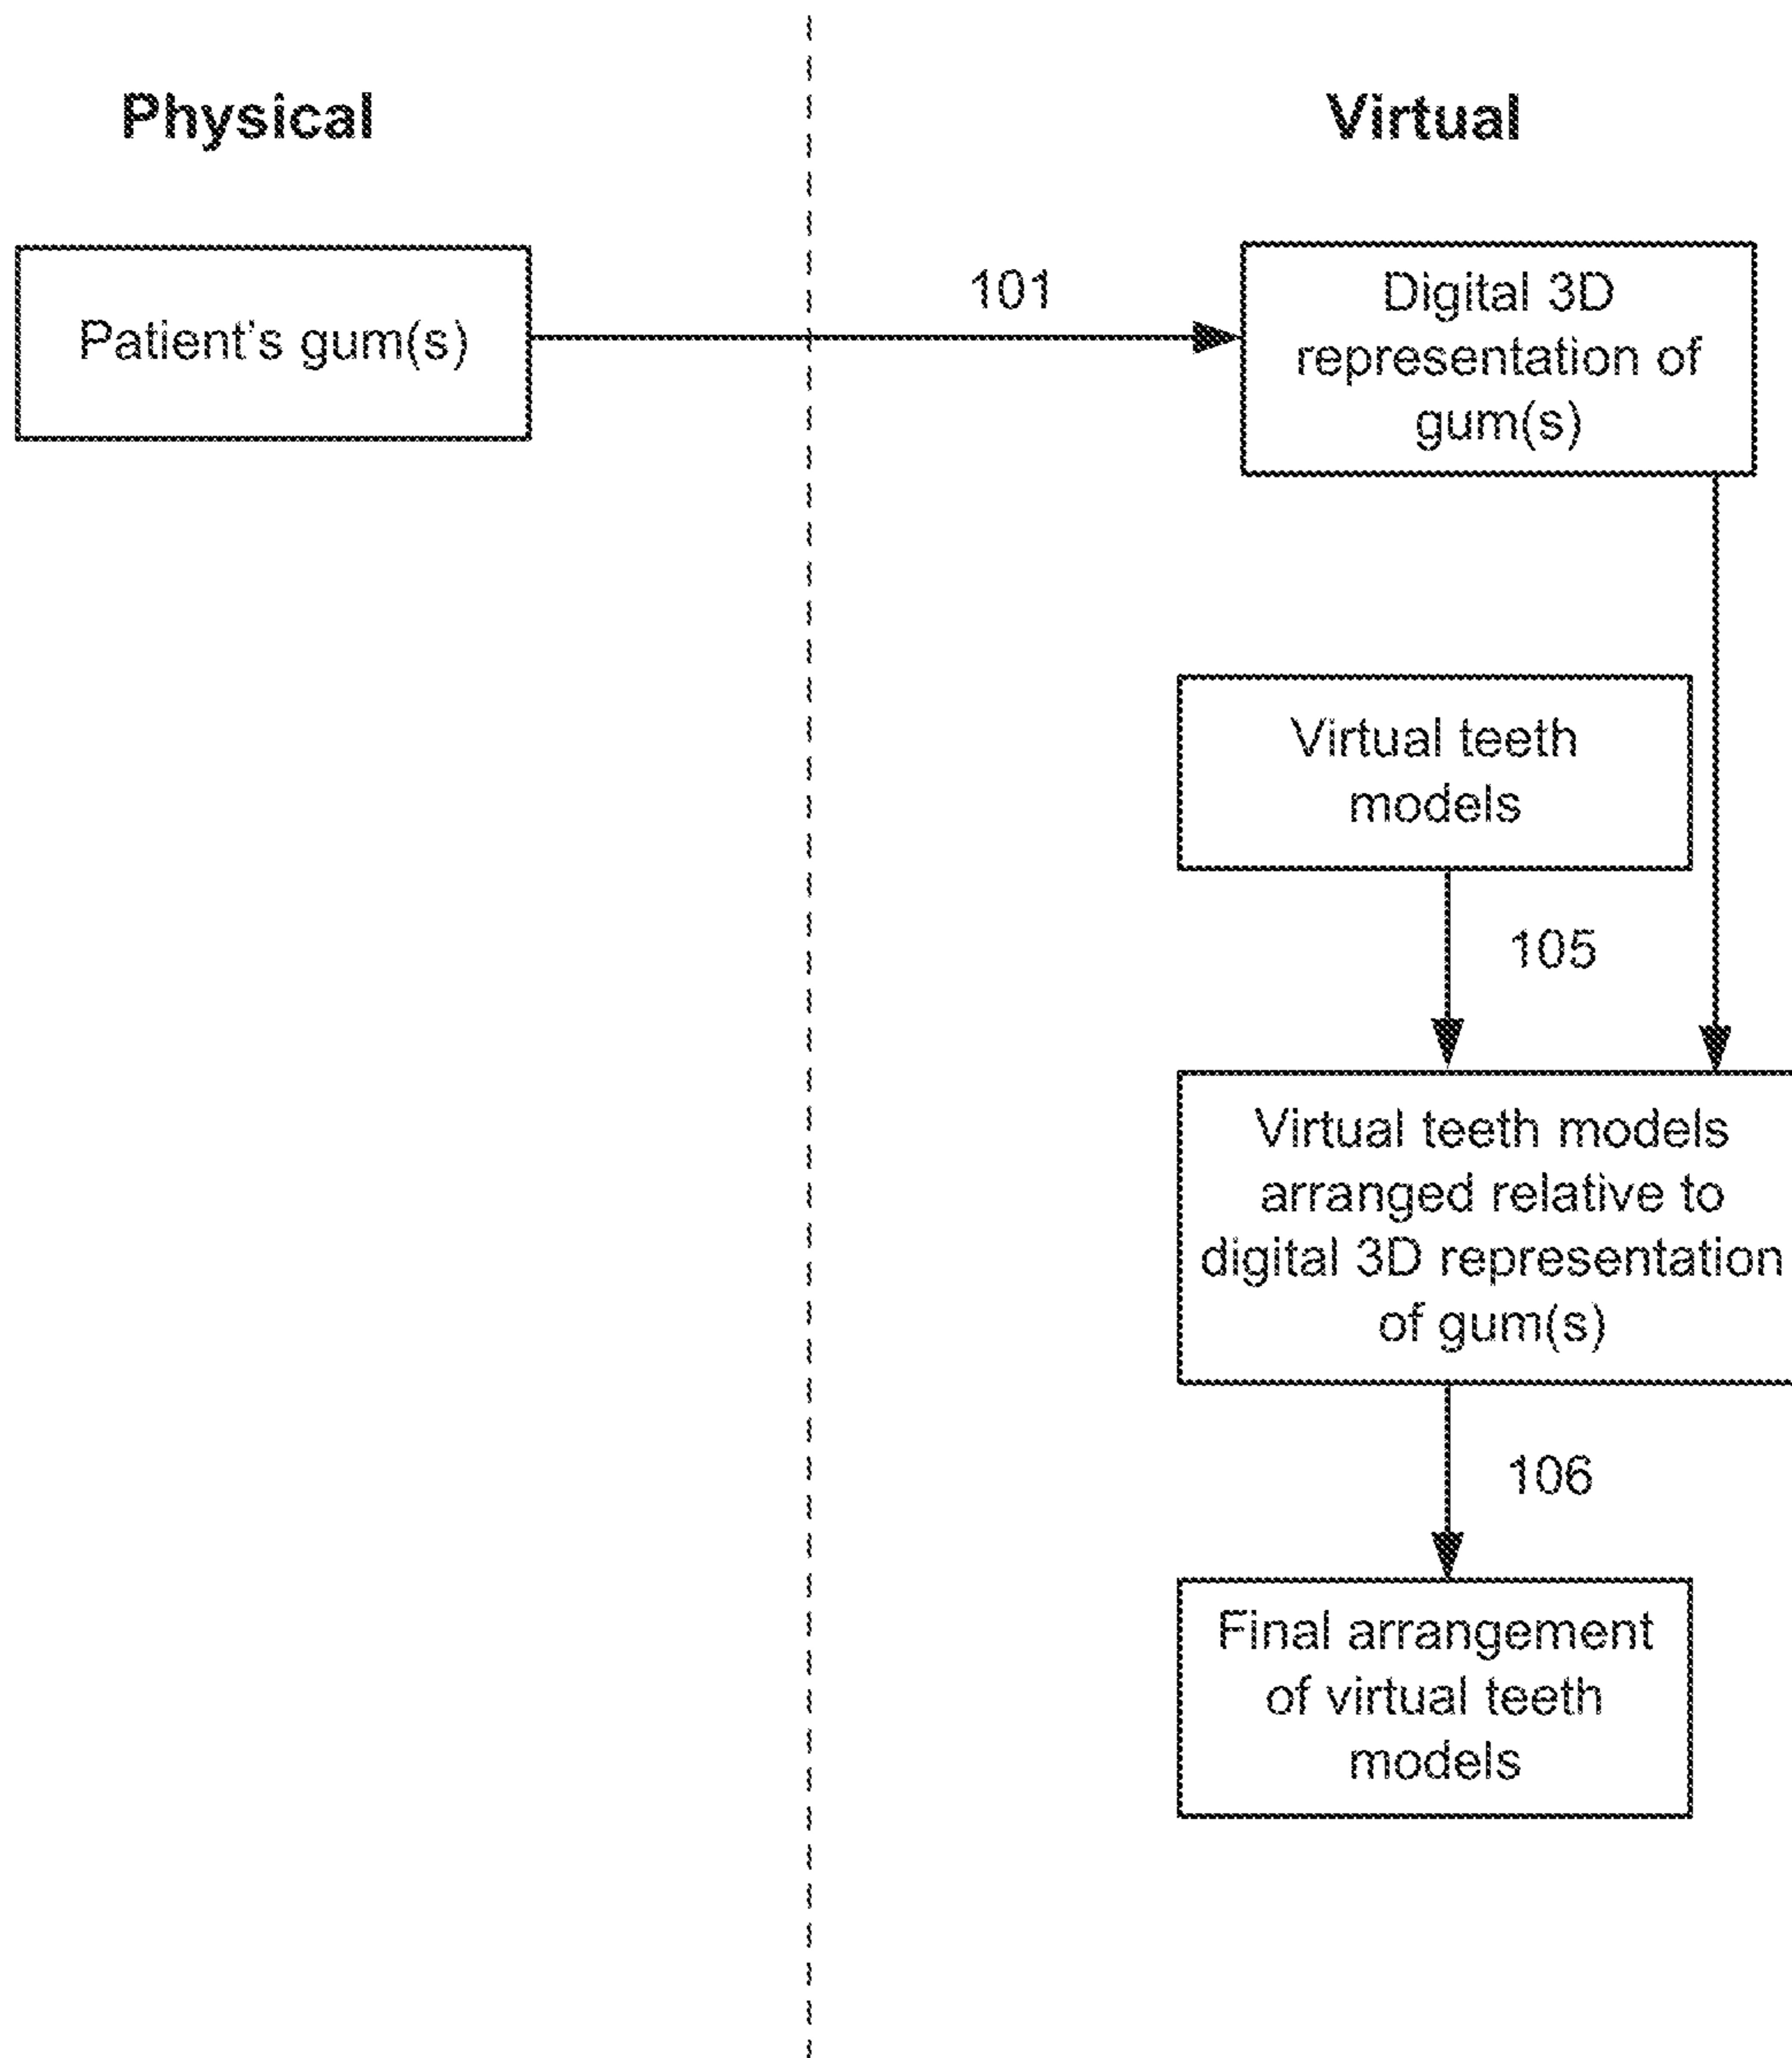 Physical
Virtual
Patient's gum(s)
101
Digital 3D
representation of
gum(s)
Virtual teeth
models
105
Virtual teeth models
arranged relative to
digital 3D representation
of gum(s)
106
Final arrangement
of virtual teeth
models